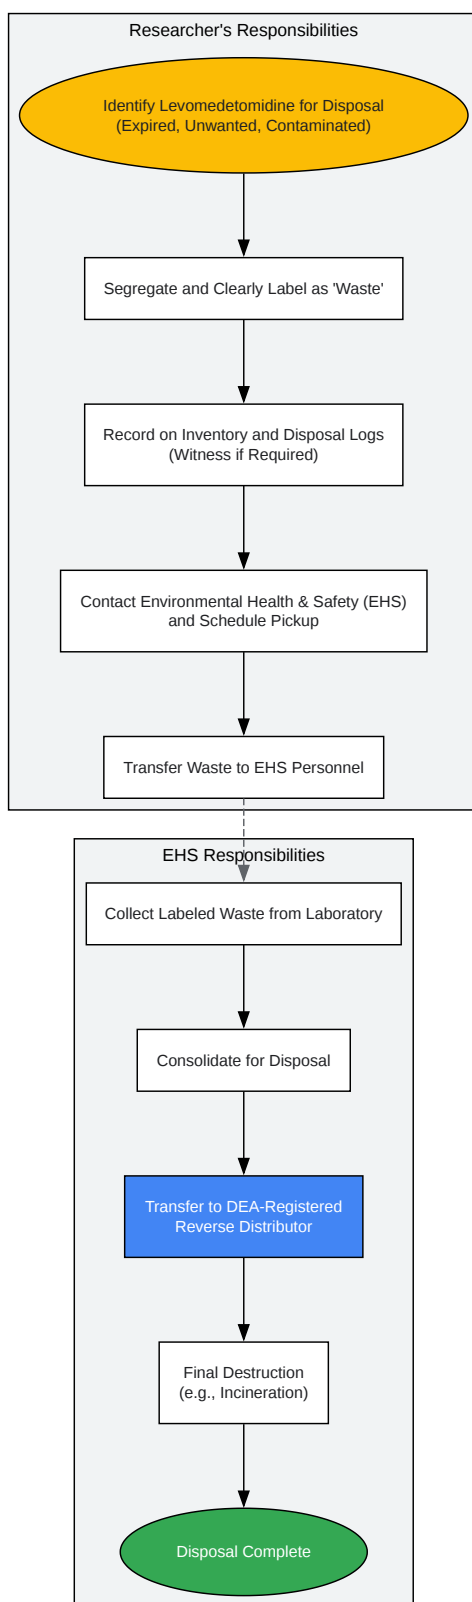 Researcher's Responsibilities
Identify Levomedetomidine for Disposal
(Expired, Unwanted, Contaminated)
Segregate and Clearly Label as 'Waste'
Record on Inventory and Disposal Logs
(Witness if Required)
Contact Environmental Health & Safety (EHS)
and Schedule Pickup
Transfer Waste to EHS Personnel
EHS Responsibilities
Collect Labeled Waste from Laboratory
Consolidate for Disposal
Transfer to DEA-Registered
Reverse Distributor
Final Destruction
(e.g., Incineration)
Disposal Complete